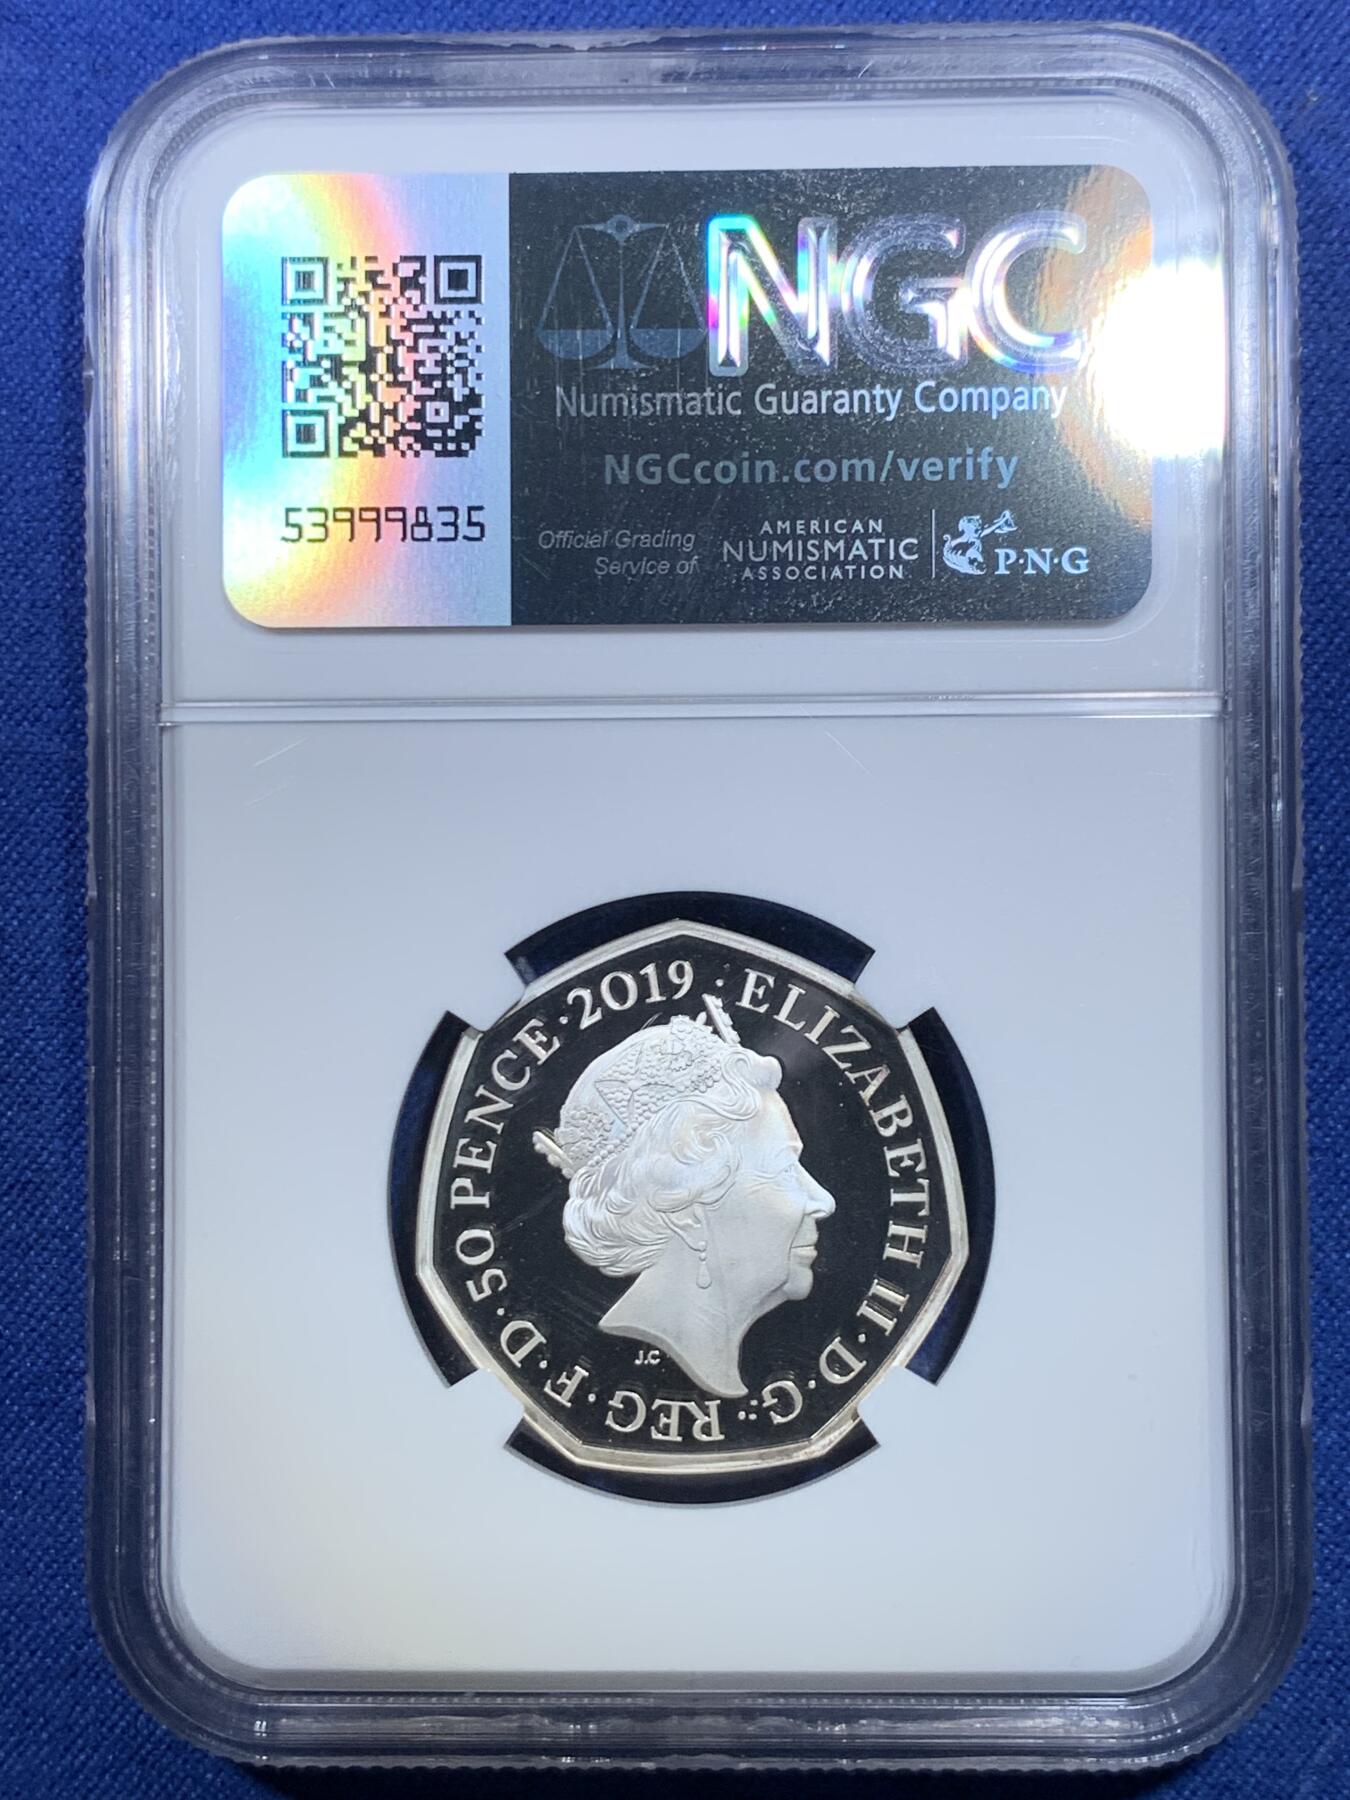 NGC
Numismatic Guaranty Company
NGCcoin.com/verify
53999835
Official Grading
Service of
AMERICAN
NUMISMATIC
ASSOCIATION
P·N·G
ELIZABETH II · D · G · REG · F · D · 50 PENCE · 2019
J.C